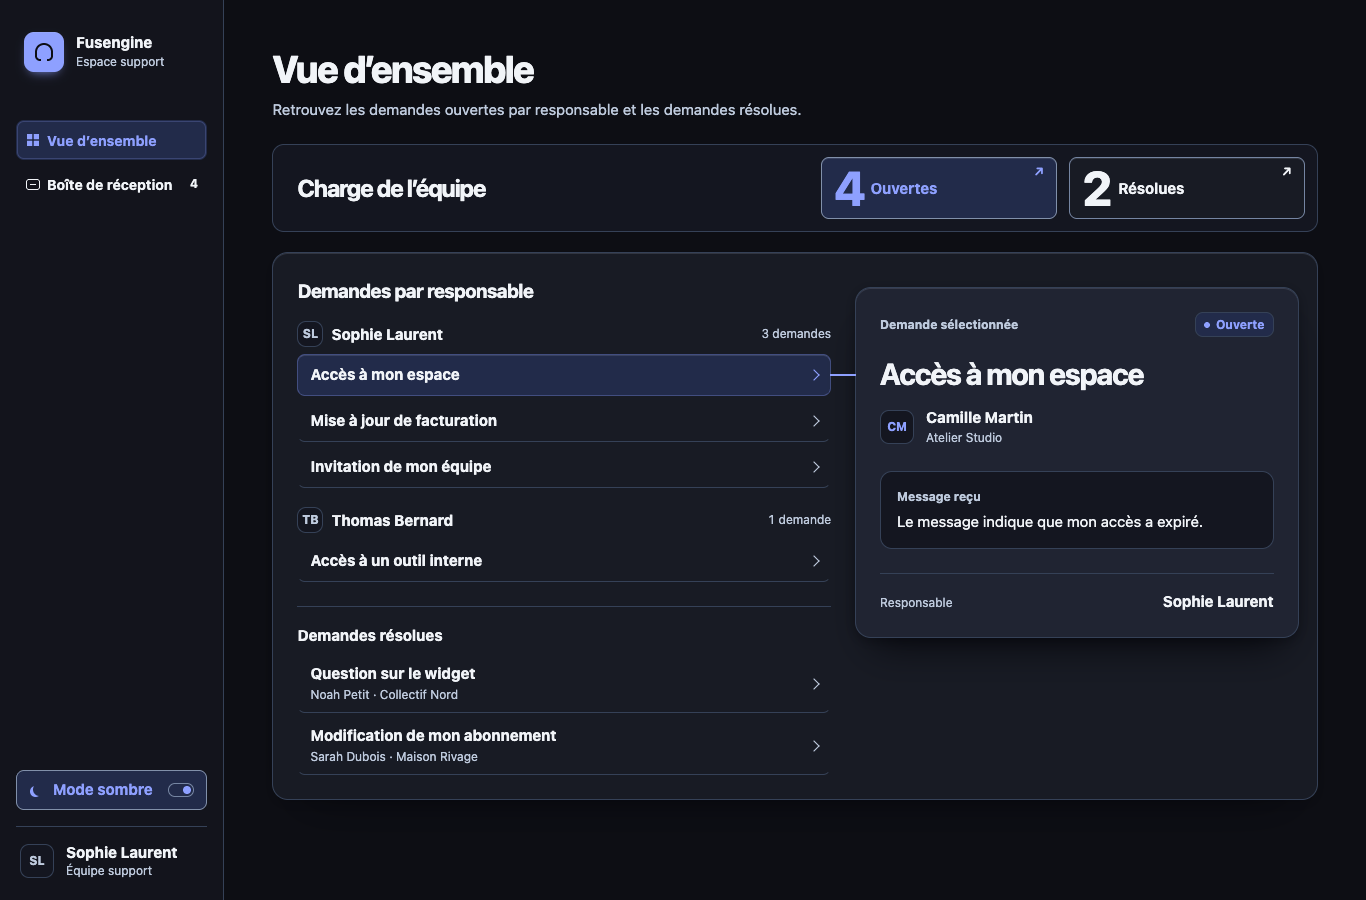 Fusengine
Espace support
Vue d’ensemble
Boîte de réception 4
Mode sombre
SL
Sophie Laurent
Équipe support
Vue d’ensemble
Retrouvez les demandes ouvertes par responsable et les demandes résolues.
Charge de l’équipe
4 Ouvertes
2 Résolues
Demandes par responsable
SL Sophie Laurent 3 demandes
Accès à mon espace
Mise à jour de facturation
Invitation de mon équipe
TB Thomas Bernard 1 demande
Accès à un outil interne
Demandes résolues
Question sur le widget
Noah Petit · Collectif Nord
Modification de mon abonnement
Sarah Dubois · Maison Rivage
Demande sélectionnée Ouverte
Accès à mon espace
CM
Camille Martin
Atelier Studio
Message reçu
Le message indique que mon accès a expiré.
Responsable Sophie Laurent